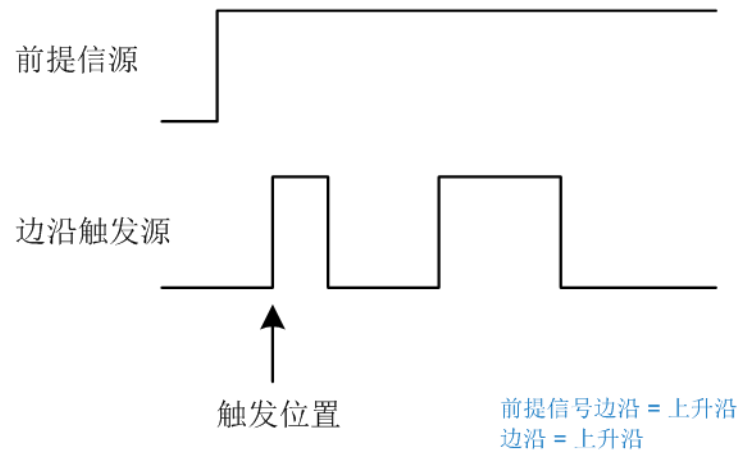 前提信源
边沿触发源
触发位置
前提信号边沿 = 上升沿
边沿 = 上升沿